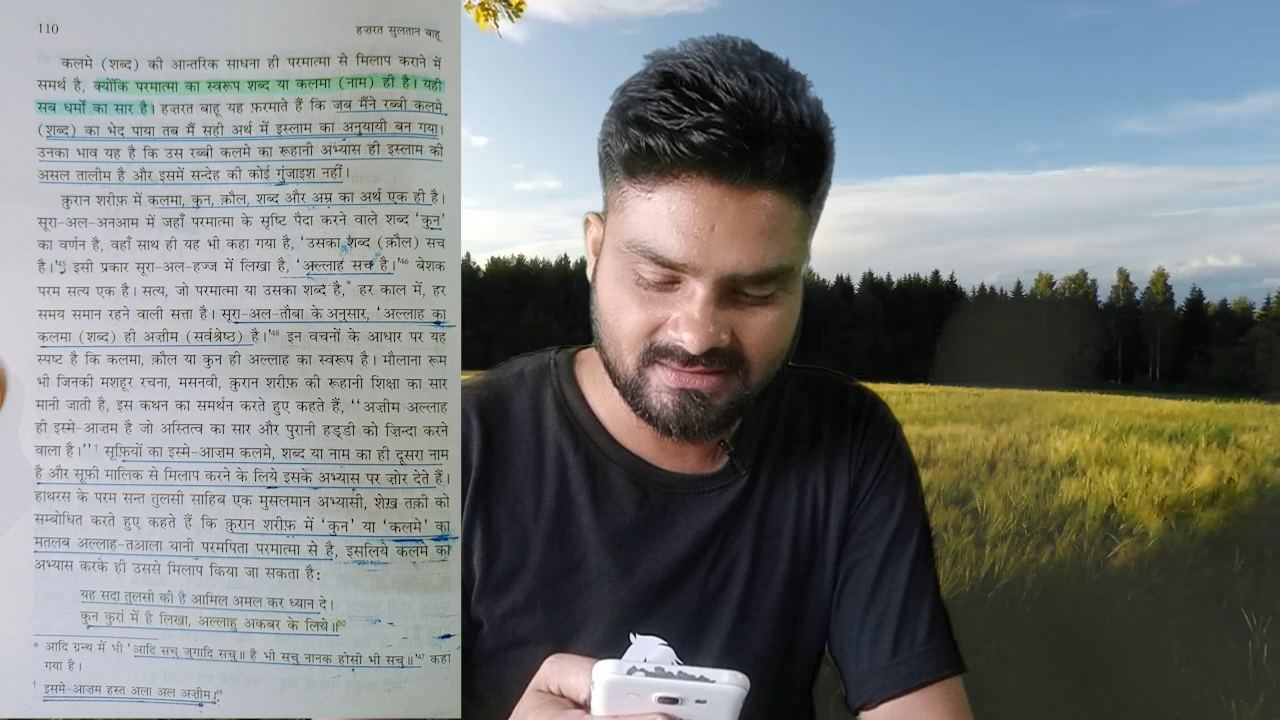 110
हज़रत सुलतान बाहू
कलमे (शब्द) की आन्तरिक साधना ही परमात्मा से मिलाप कराने में
समर्थ है, क्योंकि परमात्मा का स्वरूप शब्द या कलमा (नाम) ही है। यही
सब धर्मों का सार है। हज़रत बाहू यह फ़रमाते हैं कि जब मैंने रब्बी कलमे
(शब्द) का भेद पाया तब मैं सही अर्थ में इस्लाम का अनुयायी बन गया।
उनका भाव यह है कि उस रब्बी कलमे का रूहानी अभ्यास ही इस्लाम की
असल तालीम है और इसमें सन्देह की कोई गुंजाइश नहीं।
क़ुरान शरीफ़ में कलमा, कुन, क़ौल, शब्द और अम्र का अर्थ एक ही है।
सूरा-अल-अनआम में जहाँ परमात्मा के सृष्टि पैदा करने वाले शब्द 'कुन'
का वर्णन है, वहाँ साथ ही यह भी कहा गया है, 'उसका शब्द (क़ौल) सच
है।'45 इसी प्रकार सूरा-अल-हज्ज में लिखा है, 'अल्लाह सच है।'46 बेशक
परम सत्य एक है। सत्य, जो परमात्मा या उसका शब्द है,* हर काल में, हर
समय समान रहने वाली सत्ता है। सूरा-अल-तौबा के अनुसार, 'अल्लाह का
कलमा (शब्द) ही अज़ीम (सर्वश्रेष्ठ) है।'48 इन वचनों के आधार पर यह
स्पष्ट है कि कलमा, क़ौल या कुन ही अल्लाह का स्वरूप है। मौलाना रूम
भी जिनकी मशहूर रचना, मसनवी, क़ुरान शरीफ़ की रूहानी शिक्षा का सार
मानी जाती है, इस कथन का समर्थन करते हुए कहते हैं, ''अज़ीम अल्लाह
ही इस्मे-आज़म है जो अस्तित्व का सार और पुरानी हड्डी को ज़िन्दा करने
वाला है।''† सूफ़ियों का इस्मे-आजम कलमे, शब्द या नाम का ही दूसरा नाम
है और सूफ़ी मालिक से मिलाप करने के लिये इसके अभ्यास पर ज़ोर देते हैं।
हाथरस के परम सन्त तुलसी साहिब एक मुसलमान अभ्यासी, शेख़ तक़ी को
सम्बोधित करते हुए कहते हैं कि क़ुरान शरीफ़ में 'कुन' या 'कलमे' का
मतलब अल्लाह-तआला यानी परमपिता परमात्मा से है, इसलिये कलमे का
अभ्यास करके ही उससे मिलाप किया जा सकता है:
यह सदा तुलसी की है आमिल अमल कर ध्यान दे।
कुन कुरां में है लिखा, अल्लाहु अकबर के लिये॥50
* आदि ग्रन्थ में भी 'आदि सचु जुगादि सचु॥ है भी सचु नानक होसी भी सचु॥'47 कहा
गया है।
† इसमे-आज़म हस्त अला अल अज़ीम।49